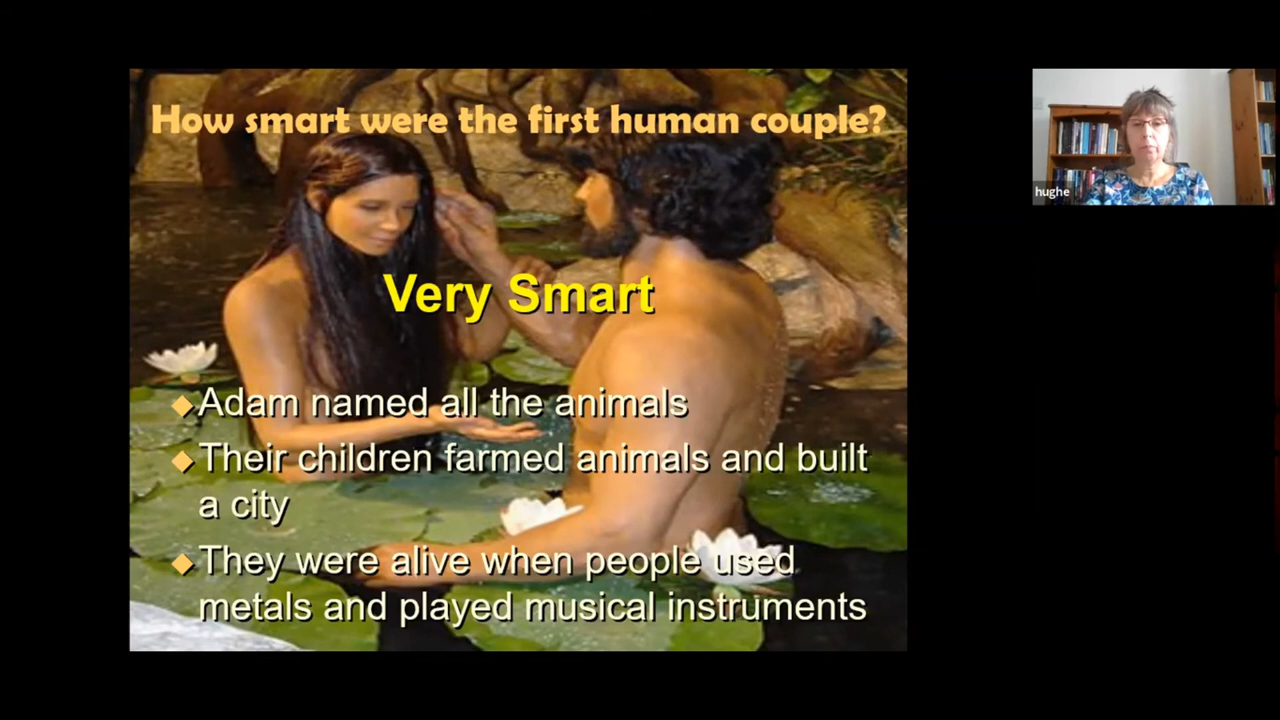 How smart were the first human couple?
hughe
Very Smart
Adam named all the animals
Their children farmed animals and built
a city
They were alive when people used
metals and played musical instruments